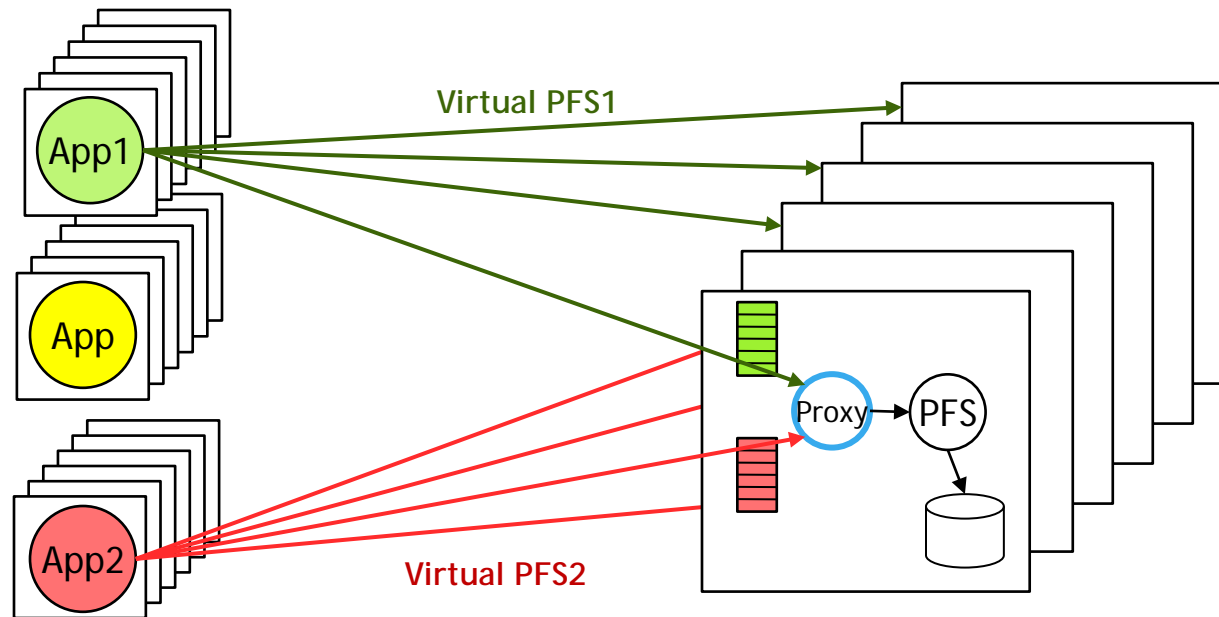 Virtual PFS1
App1
App
Proxy
PFS
App2
Virtual PFS2